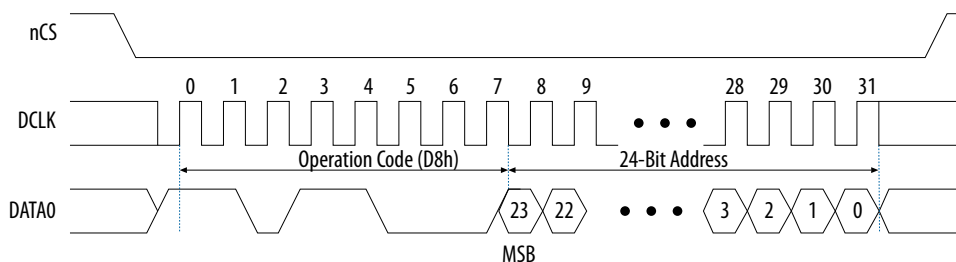 nCS
0 1 2 3 4 5 6 7 8 9 28 29 30 31
DCLK
Operation Code (D8h) 24-Bit Address
DATA0 23 22 3 2 1 0
MSB